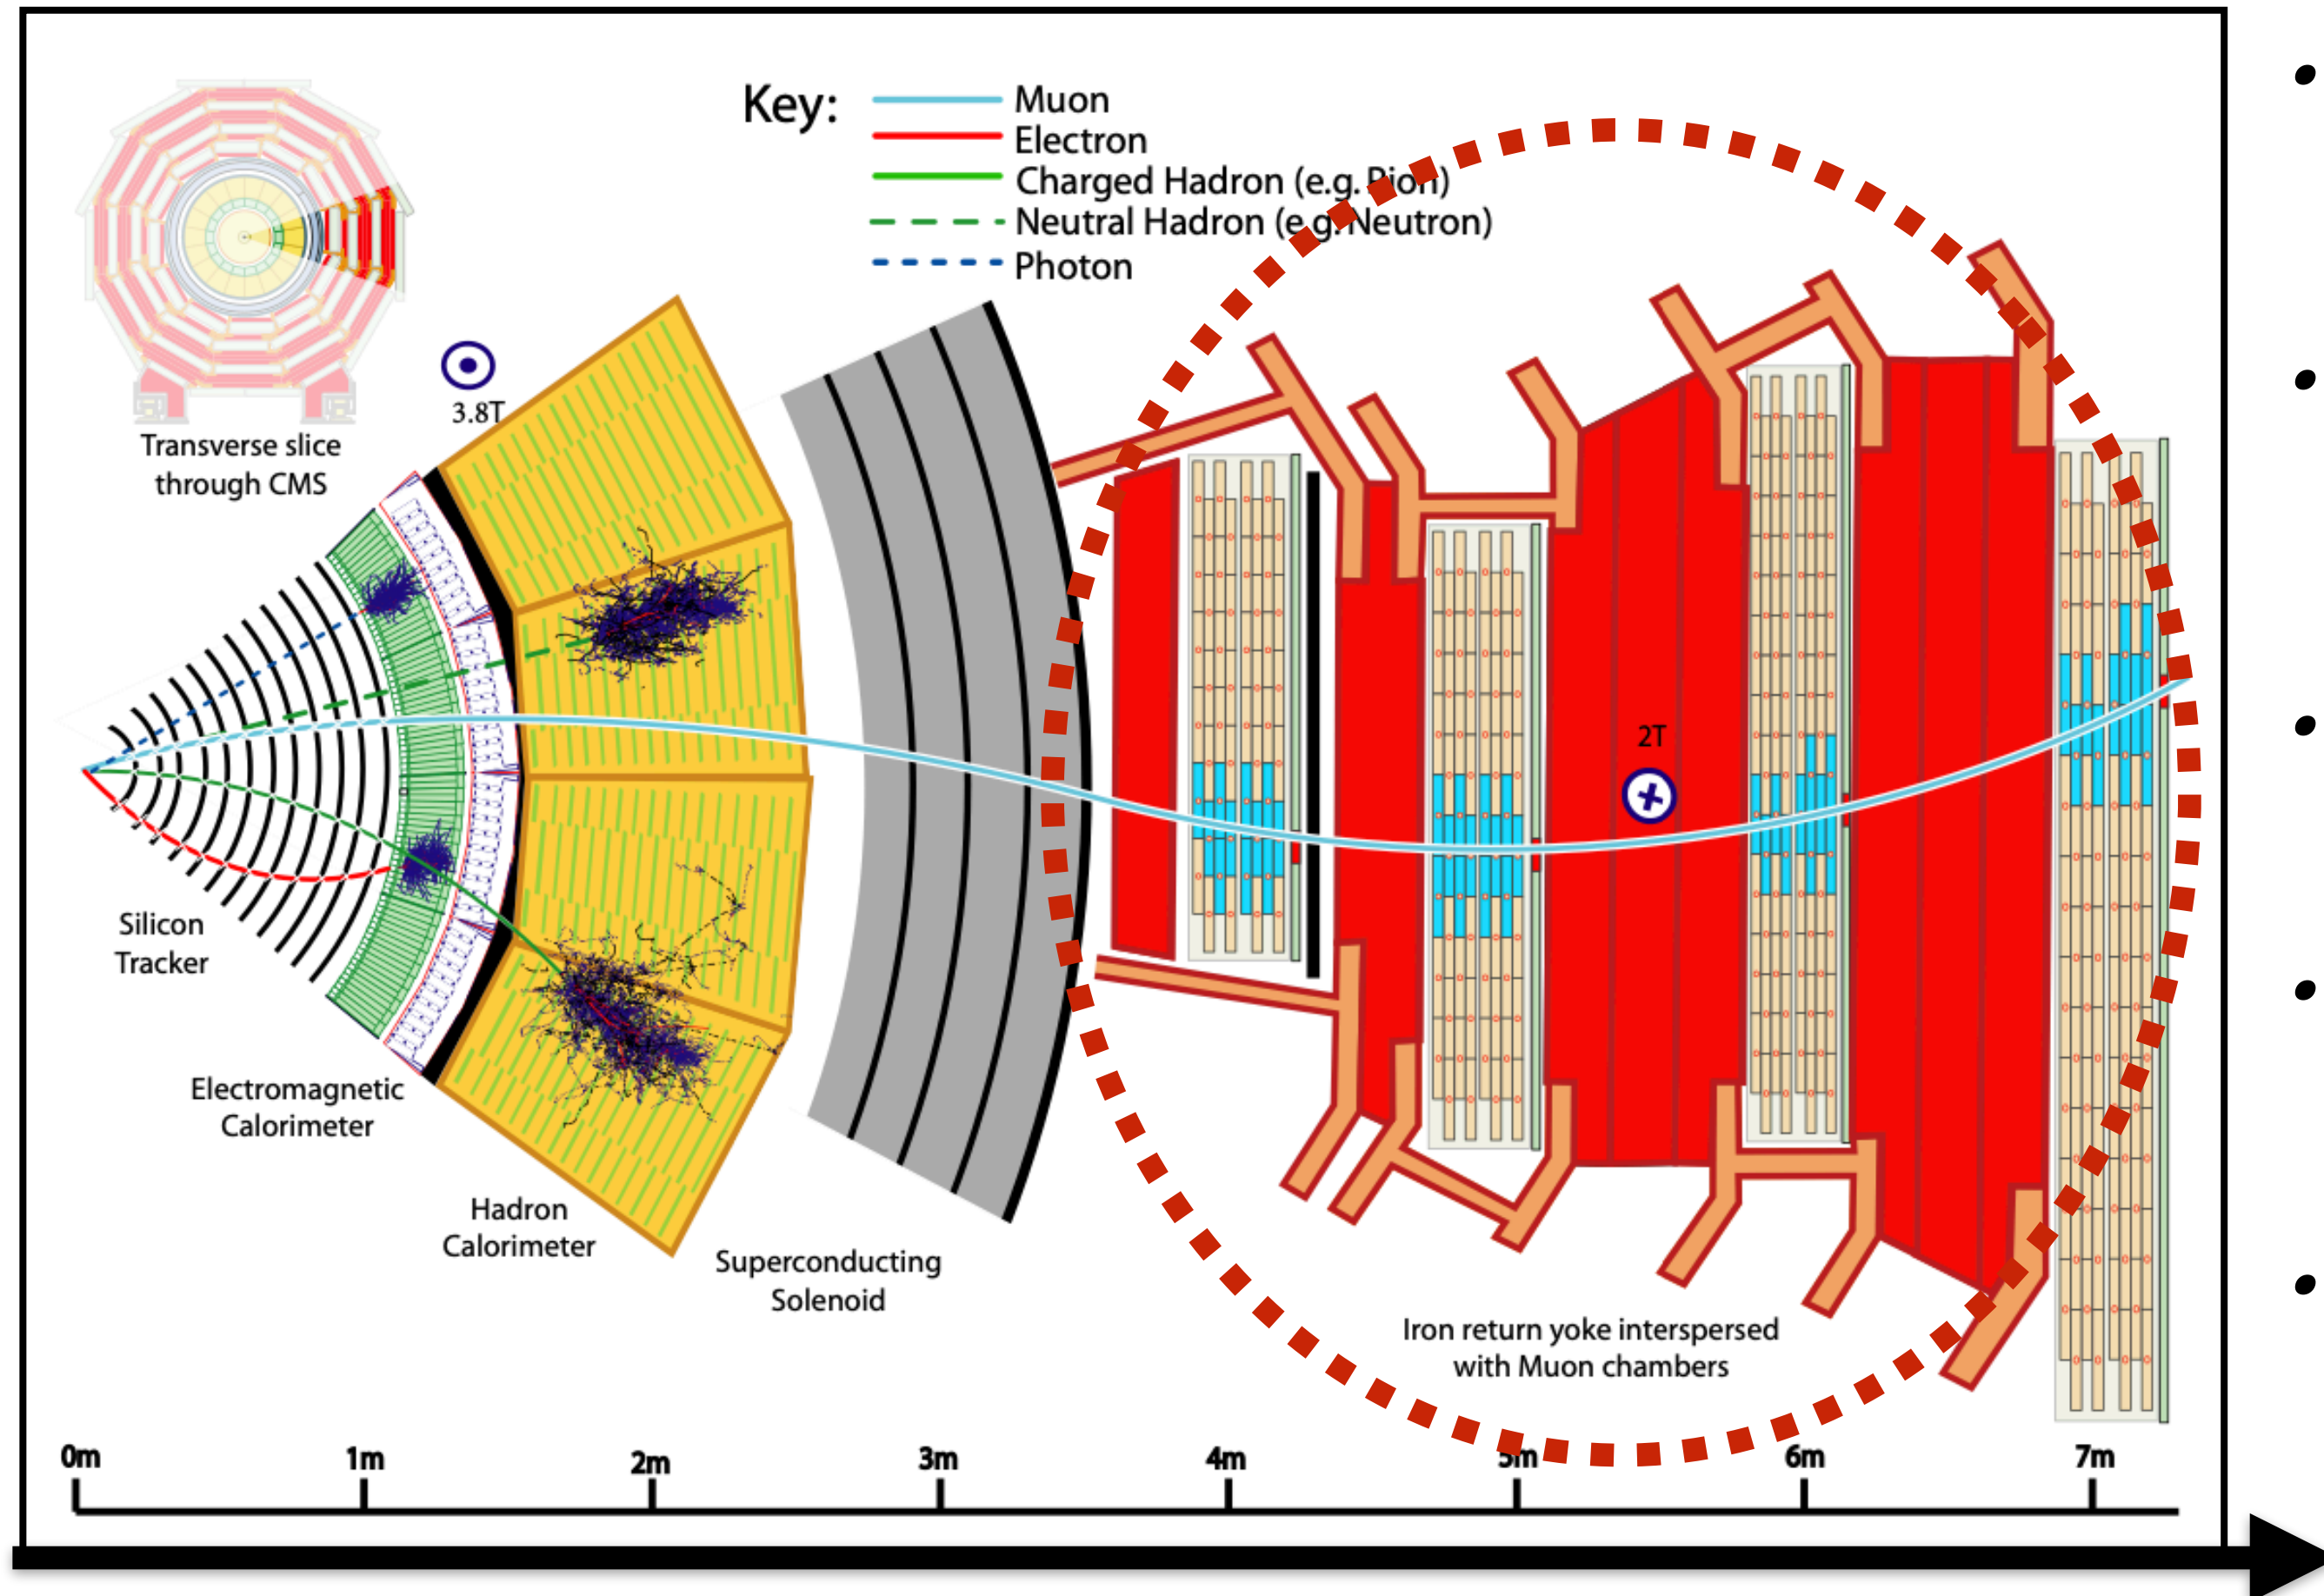 Key:
Muon
Electron
Charged Hadron (e.g. Pion)
Neutral Hadron (e.g. Neutron)
Photon
3.8T
Transverse slice
through CMS
2T
Silicon
Tracker
Electromagnetic
Calorimeter
Hadron
Calorimeter
Superconducting
Solenoid
Iron return yoke interspersed
with Muon chambers
0m 1m 2m 3m 4m 5m 6m 7m